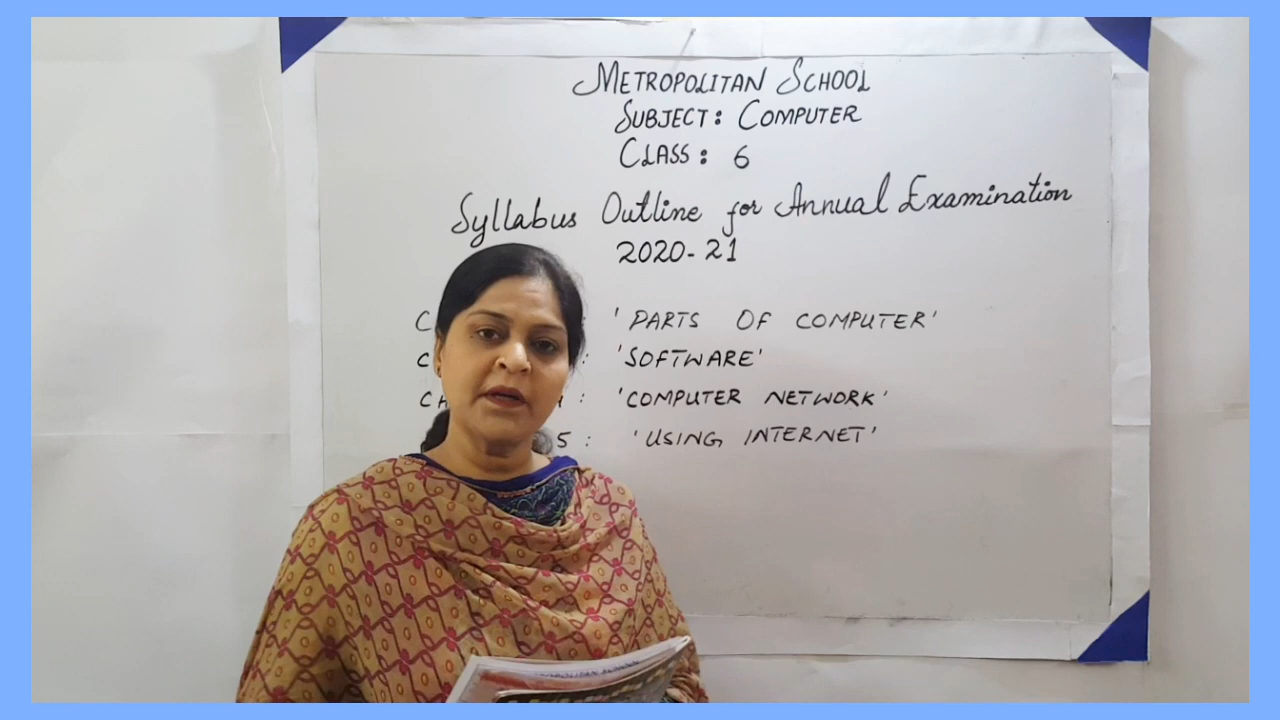 METROPOLITAN SCHOOL
SUBJECT: COMPUTER
CLASS: 6
Syllabus Outline for Annual Examination
2020-21
: 'PARTS OF COMPUTER'
: 'SOFTWARE'
: 'COMPUTER NETWORK'
5 : 'USING INTERNET'